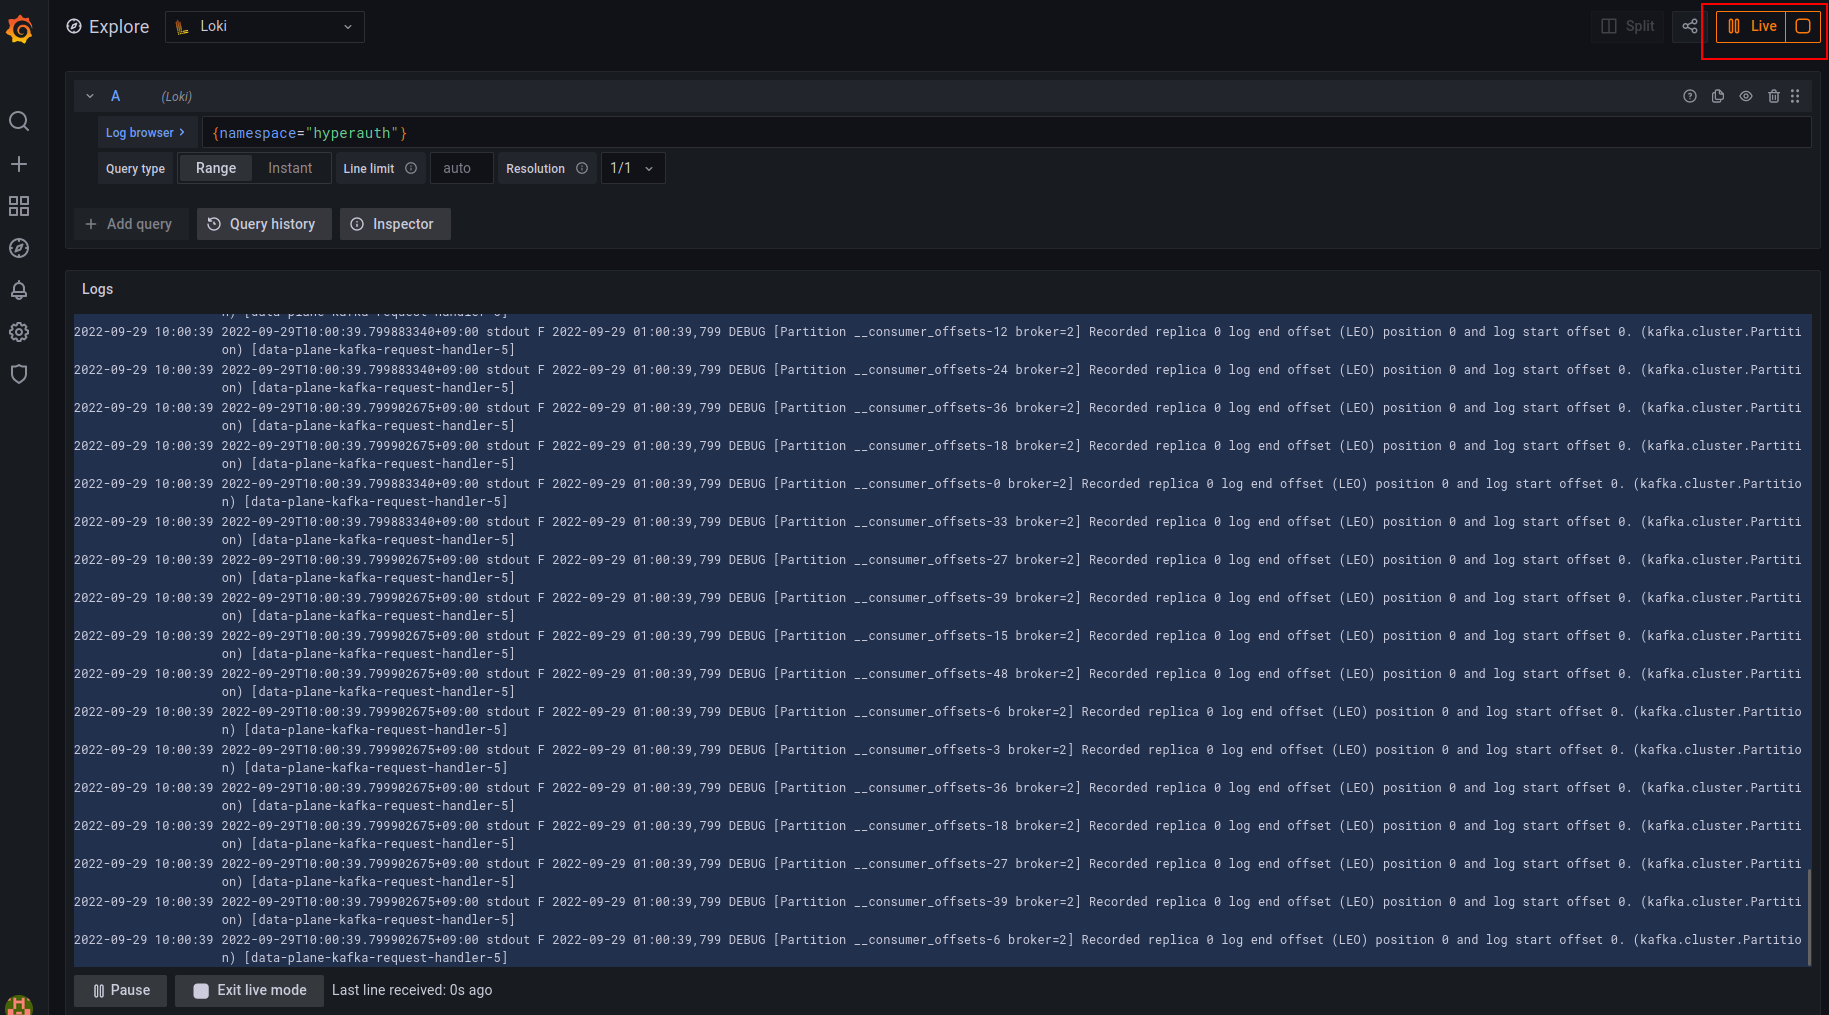 Explore
Loki
Split
Live
A
(Loki)
Log browser
{namespace="hyperauth"}
Query type
Range
Instant
Line limit
auto
Resolution
1/1
Add query
Query history
Inspector
Logs
n) [data-plane-kafka-request-handler-5]
2022-09-29 10:00:39 2022-09-29T10:00:39.799883340+09:00 stdout F 2022-09-29 01:00:39,799 DEBUG [Partition __consumer_offsets-12 broker=2] Recorded replica 0 log end offset (LEO) position 0 and log start offset 0. (kafka.cluster.Partiti
on) [data-plane-kafka-request-handler-5]
2022-09-29 10:00:39 2022-09-29T10:00:39.799883340+09:00 stdout F 2022-09-29 01:00:39,799 DEBUG [Partition __consumer_offsets-24 broker=2] Recorded replica 0 log end offset (LEO) position 0 and log start offset 0. (kafka.cluster.Partiti
on) [data-plane-kafka-request-handler-5]
2022-09-29 10:00:39 2022-09-29T10:00:39.799902675+09:00 stdout F 2022-09-29 01:00:39,799 DEBUG [Partition __consumer_offsets-36 broker=2] Recorded replica 0 log end offset (LEO) position 0 and log start offset 0. (kafka.cluster.Partiti
on) [data-plane-kafka-request-handler-5]
2022-09-29 10:00:39 2022-09-29T10:00:39.799902675+09:00 stdout F 2022-09-29 01:00:39,799 DEBUG [Partition __consumer_offsets-18 broker=2] Recorded replica 0 log end offset (LEO) position 0 and log start offset 0. (kafka.cluster.Partiti
on) [data-plane-kafka-request-handler-5]
2022-09-29 10:00:39 2022-09-29T10:00:39.799883340+09:00 stdout F 2022-09-29 01:00:39,799 DEBUG [Partition __consumer_offsets-0 broker=2] Recorded replica 0 log end offset (LEO) position 0 and log start offset 0. (kafka.cluster.Partitio
n) [data-plane-kafka-request-handler-5]
2022-09-29 10:00:39 2022-09-29T10:00:39.799883340+09:00 stdout F 2022-09-29 01:00:39,799 DEBUG [Partition __consumer_offsets-33 broker=2] Recorded replica 0 log end offset (LEO) position 0 and log start offset 0. (kafka.cluster.Partiti
on) [data-plane-kafka-request-handler-5]
2022-09-29 10:00:39 2022-09-29T10:00:39.799902675+09:00 stdout F 2022-09-29 01:00:39,799 DEBUG [Partition __consumer_offsets-27 broker=2] Recorded replica 0 log end offset (LEO) position 0 and log start offset 0. (kafka.cluster.Partiti
on) [data-plane-kafka-request-handler-5]
2022-09-29 10:00:39 2022-09-29T10:00:39.799902675+09:00 stdout F 2022-09-29 01:00:39,799 DEBUG [Partition __consumer_offsets-39 broker=2] Recorded replica 0 log end offset (LEO) position 0 and log start offset 0. (kafka.cluster.Partiti
on) [data-plane-kafka-request-handler-5]
2022-09-29 10:00:39 2022-09-29T10:00:39.799902675+09:00 stdout F 2022-09-29 01:00:39,799 DEBUG [Partition __consumer_offsets-15 broker=2] Recorded replica 0 log end offset (LEO) position 0 and log start offset 0. (kafka.cluster.Partiti
on) [data-plane-kafka-request-handler-5]
2022-09-29 10:00:39 2022-09-29T10:00:39.799902675+09:00 stdout F 2022-09-29 01:00:39,799 DEBUG [Partition __consumer_offsets-48 broker=2] Recorded replica 0 log end offset (LEO) position 0 and log start offset 0. (kafka.cluster.Partiti
on) [data-plane-kafka-request-handler-5]
2022-09-29 10:00:39 2022-09-29T10:00:39.799902675+09:00 stdout F 2022-09-29 01:00:39,799 DEBUG [Partition __consumer_offsets-6 broker=2] Recorded replica 0 log end offset (LEO) position 0 and log start offset 0. (kafka.cluster.Partitio
n) [data-plane-kafka-request-handler-5]
2022-09-29 10:00:39 2022-09-29T10:00:39.799902675+09:00 stdout F 2022-09-29 01:00:39,799 DEBUG [Partition __consumer_offsets-3 broker=2] Recorded replica 0 log end offset (LEO) position 0 and log start offset 0. (kafka.cluster.Partitio
n) [data-plane-kafka-request-handler-5]
2022-09-29 10:00:39 2022-09-29T10:00:39.799902675+09:00 stdout F 2022-09-29 01:00:39,799 DEBUG [Partition __consumer_offsets-36 broker=2] Recorded replica 0 log end offset (LEO) position 0 and log start offset 0. (kafka.cluster.Partiti
on) [data-plane-kafka-request-handler-5]
2022-09-29 10:00:39 2022-09-29T10:00:39.799902675+09:00 stdout F 2022-09-29 01:00:39,799 DEBUG [Partition __consumer_offsets-18 broker=2] Recorded replica 0 log end offset (LEO) position 0 and log start offset 0. (kafka.cluster.Partiti
on) [data-plane-kafka-request-handler-5]
2022-09-29 10:00:39 2022-09-29T10:00:39.799902675+09:00 stdout F 2022-09-29 01:00:39,799 DEBUG [Partition __consumer_offsets-27 broker=2] Recorded replica 0 log end offset (LEO) position 0 and log start offset 0. (kafka.cluster.Partiti
on) [data-plane-kafka-request-handler-5]
2022-09-29 10:00:39 2022-09-29T10:00:39.799902675+09:00 stdout F 2022-09-29 01:00:39,799 DEBUG [Partition __consumer_offsets-39 broker=2] Recorded replica 0 log end offset (LEO) position 0 and log start offset 0. (kafka.cluster.Partiti
on) [data-plane-kafka-request-handler-5]
2022-09-29 10:00:39 2022-09-29T10:00:39.799902675+09:00 stdout F 2022-09-29 01:00:39,799 DEBUG [Partition __consumer_offsets-6 broker=2] Recorded replica 0 log end offset (LEO) position 0 and log start offset 0. (kafka.cluster.Partitio
n) [data-plane-kafka-request-handler-5]
Pause
Exit live mode
Last line received: 0s ago